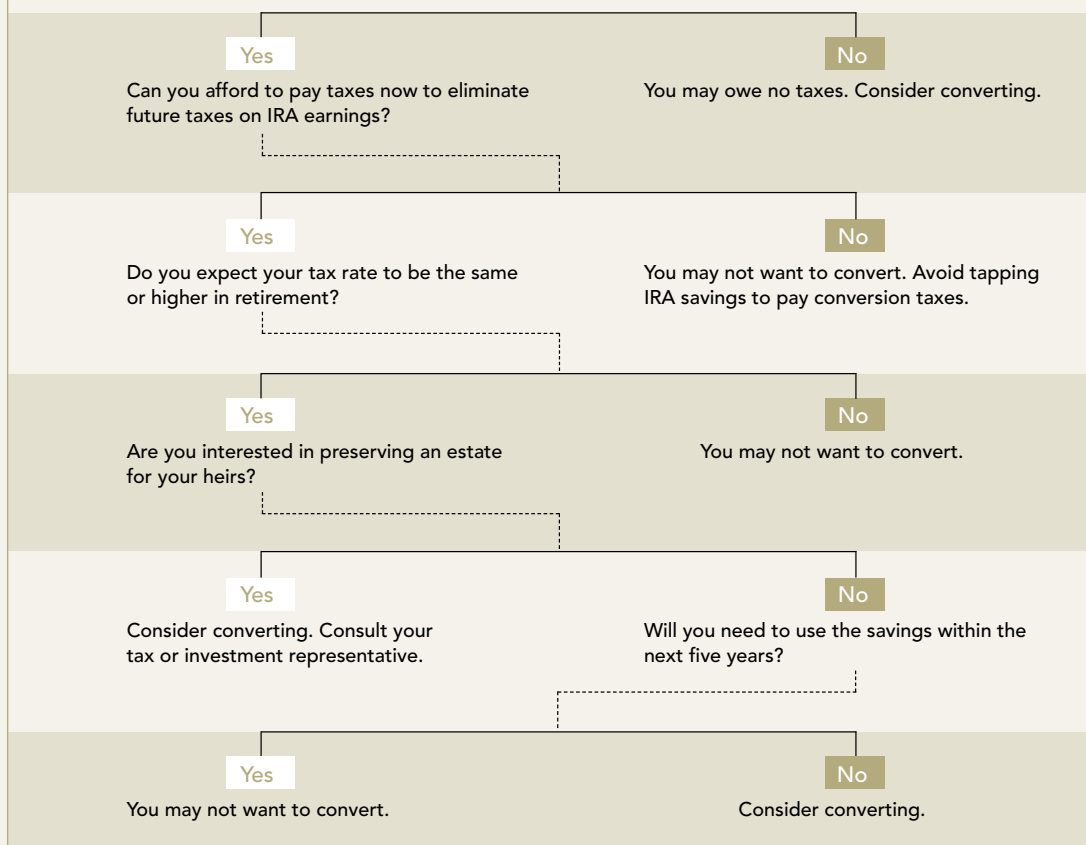 Yes
No
Can you afford to pay taxes now to eliminate
future taxes on IRA earnings?
You may owe no taxes. Consider converting.
Yes
No
Do you expect your tax rate to be the same
or higher in retirement?
You may not want to convert. Avoid tapping
IRA savings to pay conversion taxes.
Yes
No
Are you interested in preserving an estate
for your heirs?
You may not want to convert.
Yes
No
Consider converting. Consult your
tax or investment representative.
Will you need to use the savings within the
next five years?
Yes
No
You may not want to convert.
Consider converting.